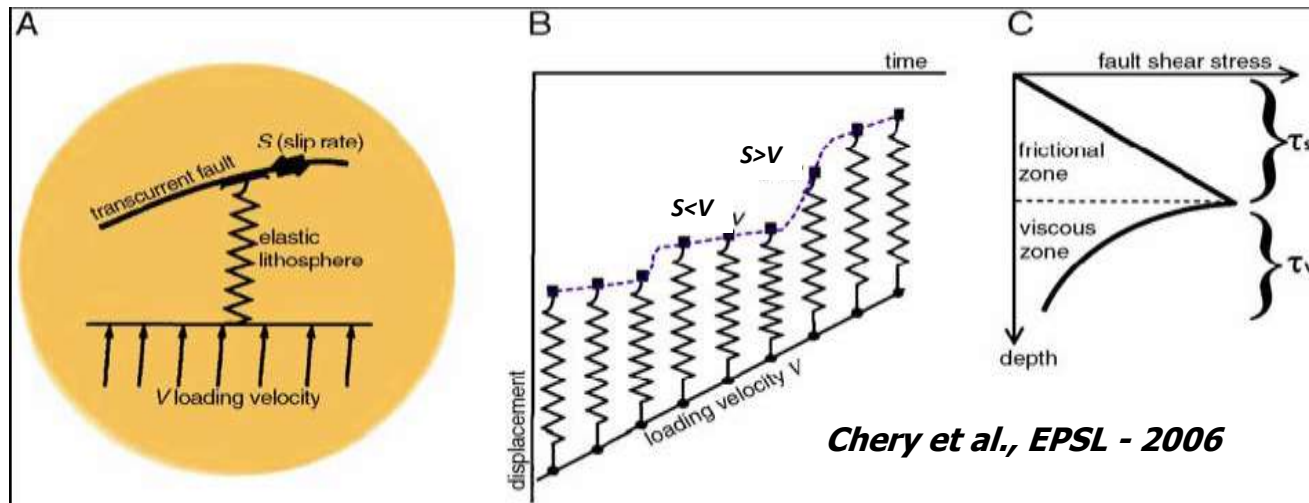 A
S (slip rate)
transcurrent fault
elastic
lithosphere
V loading velocity
B
time
S>V
S<V
v
displacement
loading velocity V
C
fault shear stress
frictional
zone
viscous
zone
depth
Chery et al., EPSL - 2006